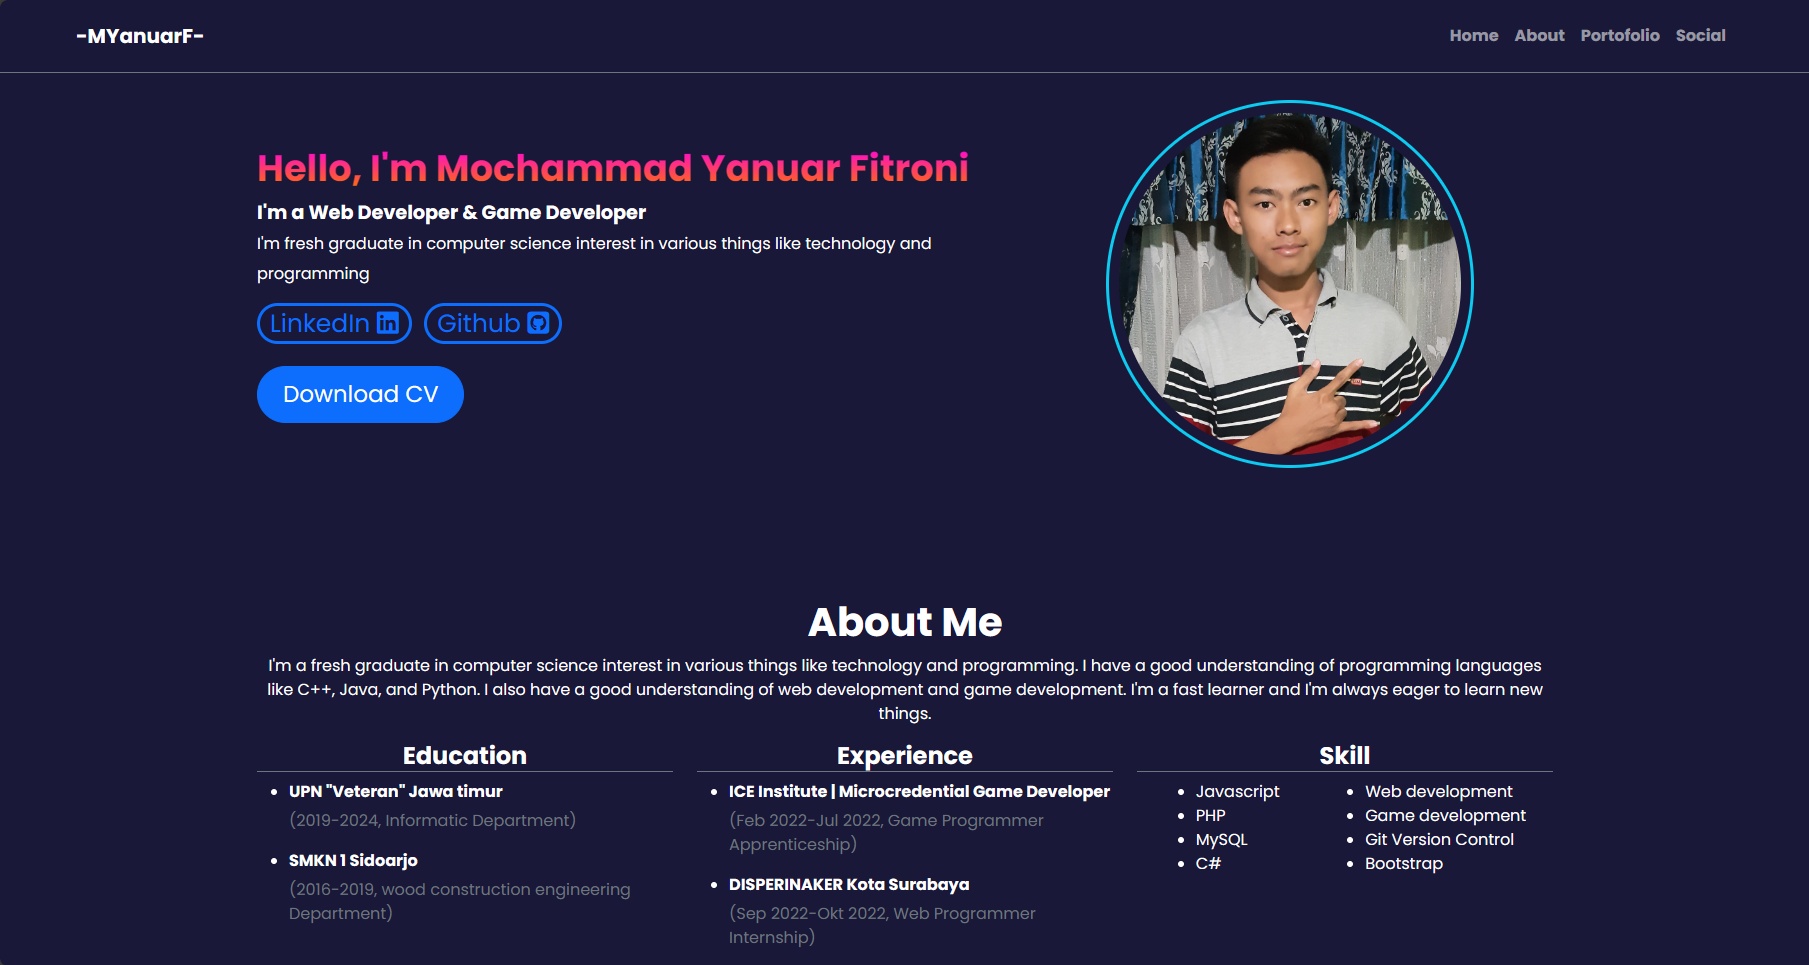 -MYanuarF-
Home About Portofolio Social
Hello, I'm Mochammad Yanuar Fitroni
I'm a Web Developer & Game Developer
I'm fresh graduate in computer science interest in various things like technology and
programming
LinkedIn Github
Download CV
About Me
I'm a fresh graduate in computer science interest in various things like technology and programming. I have a good understanding of programming languages
like C++, Java, and Python. I also have a good understanding of web development and game development. I'm a fast learner and I'm always eager to learn new
things.
Education
UPN "Veteran" Jawa timur
(2019-2024, Informatic Department)
SMKN 1 Sidoarjo
(2016-2019, wood construction engineering
Department)
Experience
ICE Institute | Microcredential Game Developer
(Feb 2022-Jul 2022, Game Programmer
Apprenticeship)
DISPERINAKER Kota Surabaya
(Sep 2022-Okt 2022, Web Programmer
Internship)
Skill
Javascript
PHP
MySQL
C#
Web development
Game development
Git Version Control
Bootstrap